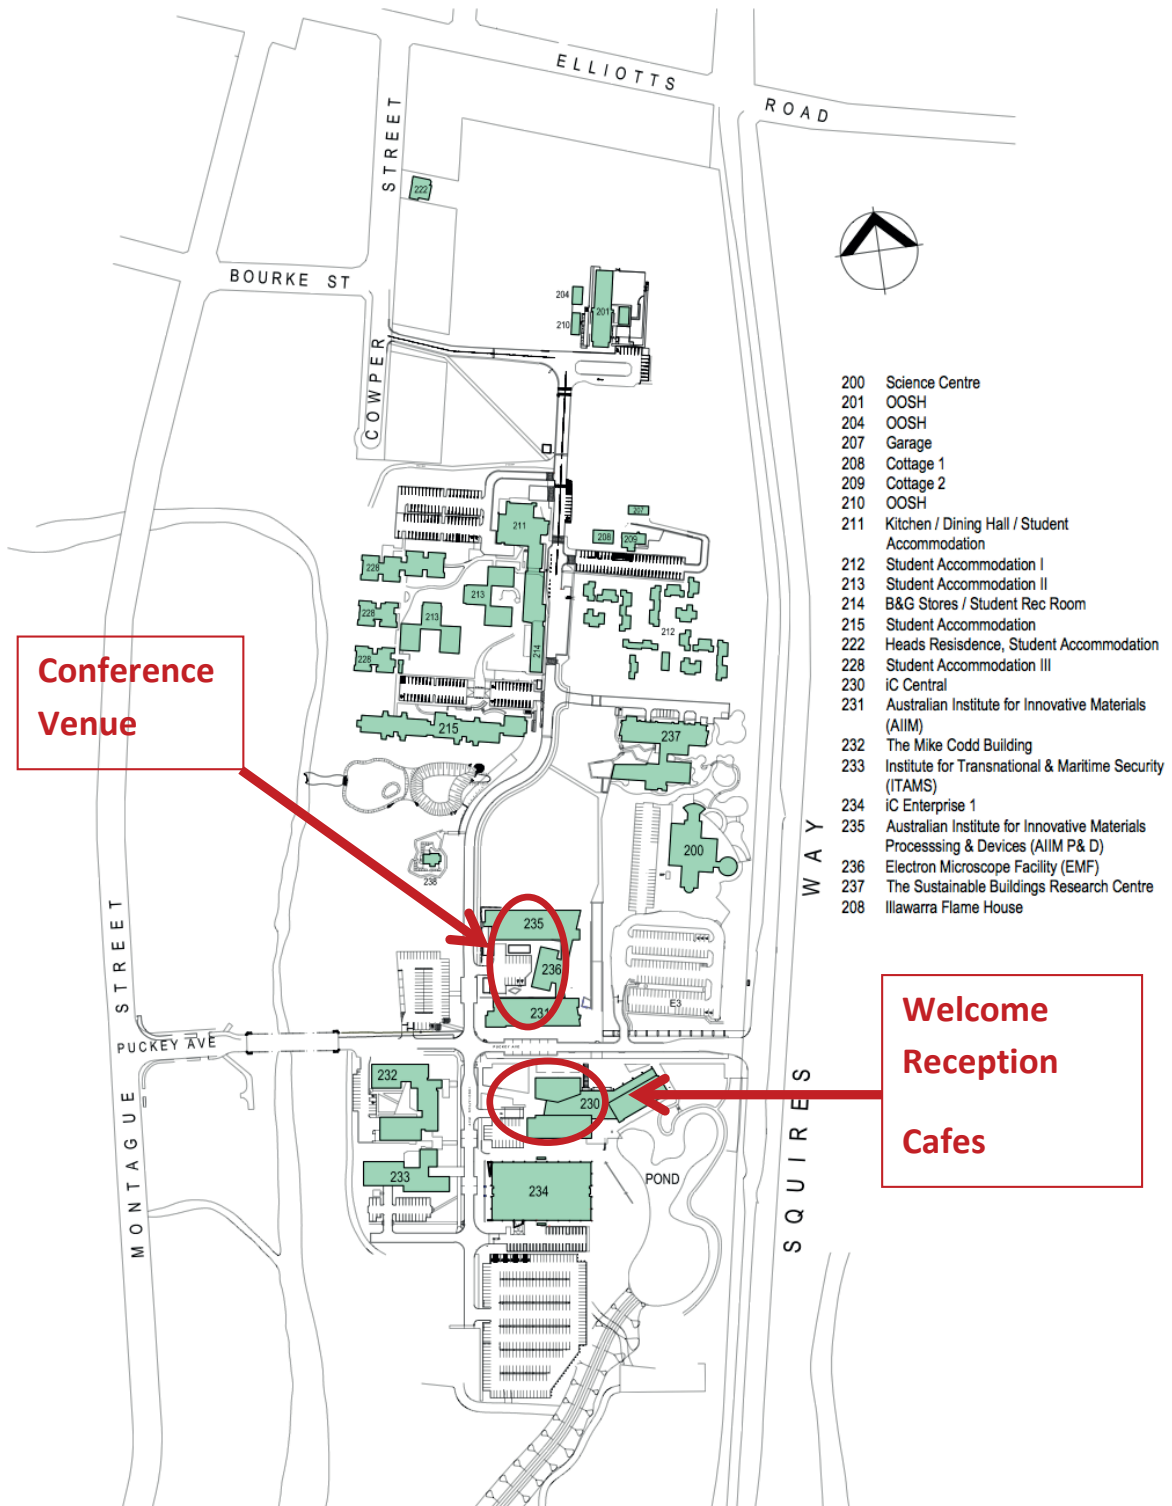 ELLIOTTS ROAD
STREET
222
BOURKE ST
COWPER
204
201
210
200 Science Centre
201 OOSH
204 OOSH
207 Garage
208 Cottage 1
209 Cottage 2
210 OOSH
211 Kitchen / Dining Hall / Student
Accommodation
212 Student Accommodation I
213 Student Accommodation II
214 B&G Stores / Student Rec Room
215 Student Accommodation
222 Heads Resisdence, Student Accommodation
228 Student Accommodation III
230 iC Central
231 Australian Institute for Innovative Materials
(AIIM)
232 The Mike Codd Building
233 Institute for Transnational & Maritime Security
(ITAMS)
234 iC Enterprise 1
235 Australian Institute for Innovative Materials
Processsing & Devices (AIIM P& D)
236 Electron Microscope Facility (EMF)
237 The Sustainable Buildings Research Centre
208 Illawarra Flame House
211
207
208
209
228
213
228
213
212
214
228
Conference
Venue
215
237
200
238
235
236
231
E3
SQUIRES WAY
MONTAGUE STREET
PUCKEY AVE
PUCKEY AVE
232
230
Welcome
Reception
Cafes
233
234
POND